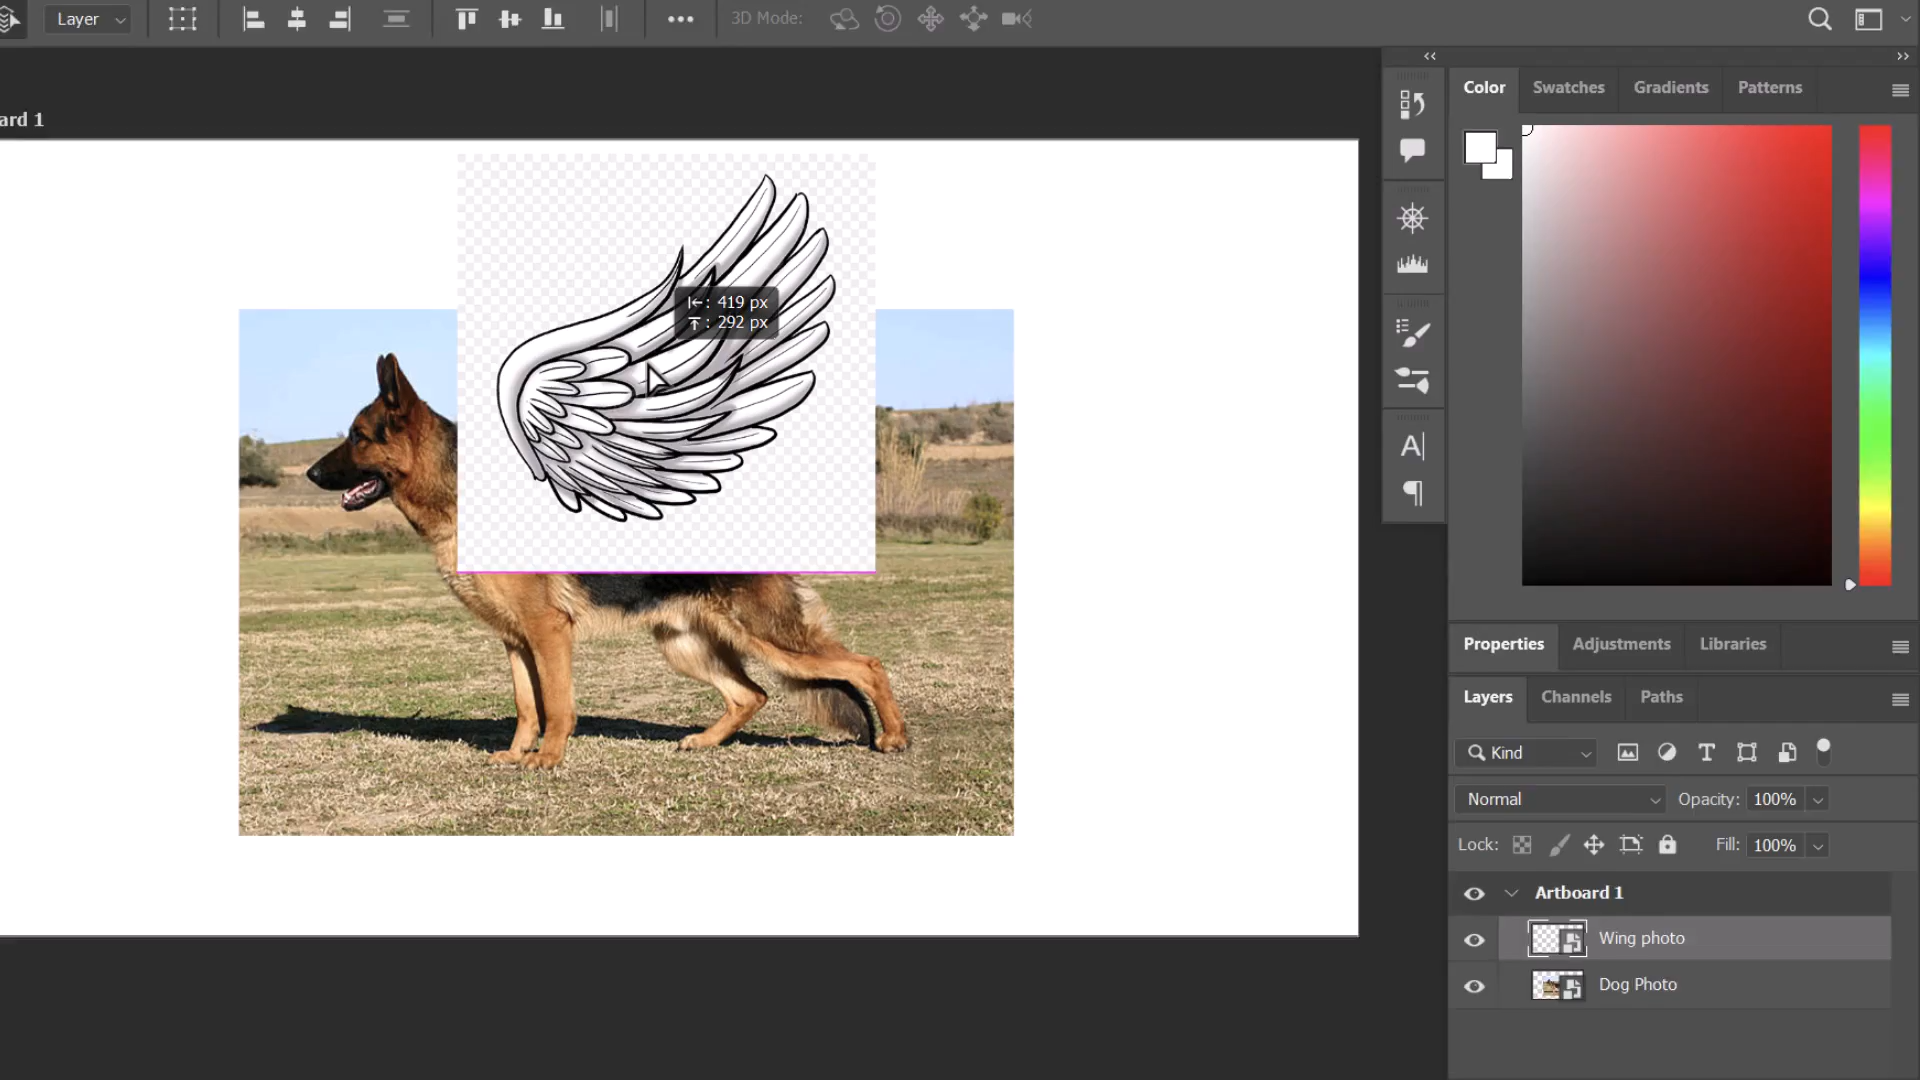 Layer
3D Mode:
ard 1
Color
Swatches
Gradients
Patterns
: 419 px
: 292 px
A
Properties
Adjustments
Libraries
Layers
Channels
Paths
Kind
Normal
Opacity: 100%
Lock:
Fill: 100%
Artboard 1
Wing photo
Dog Photo